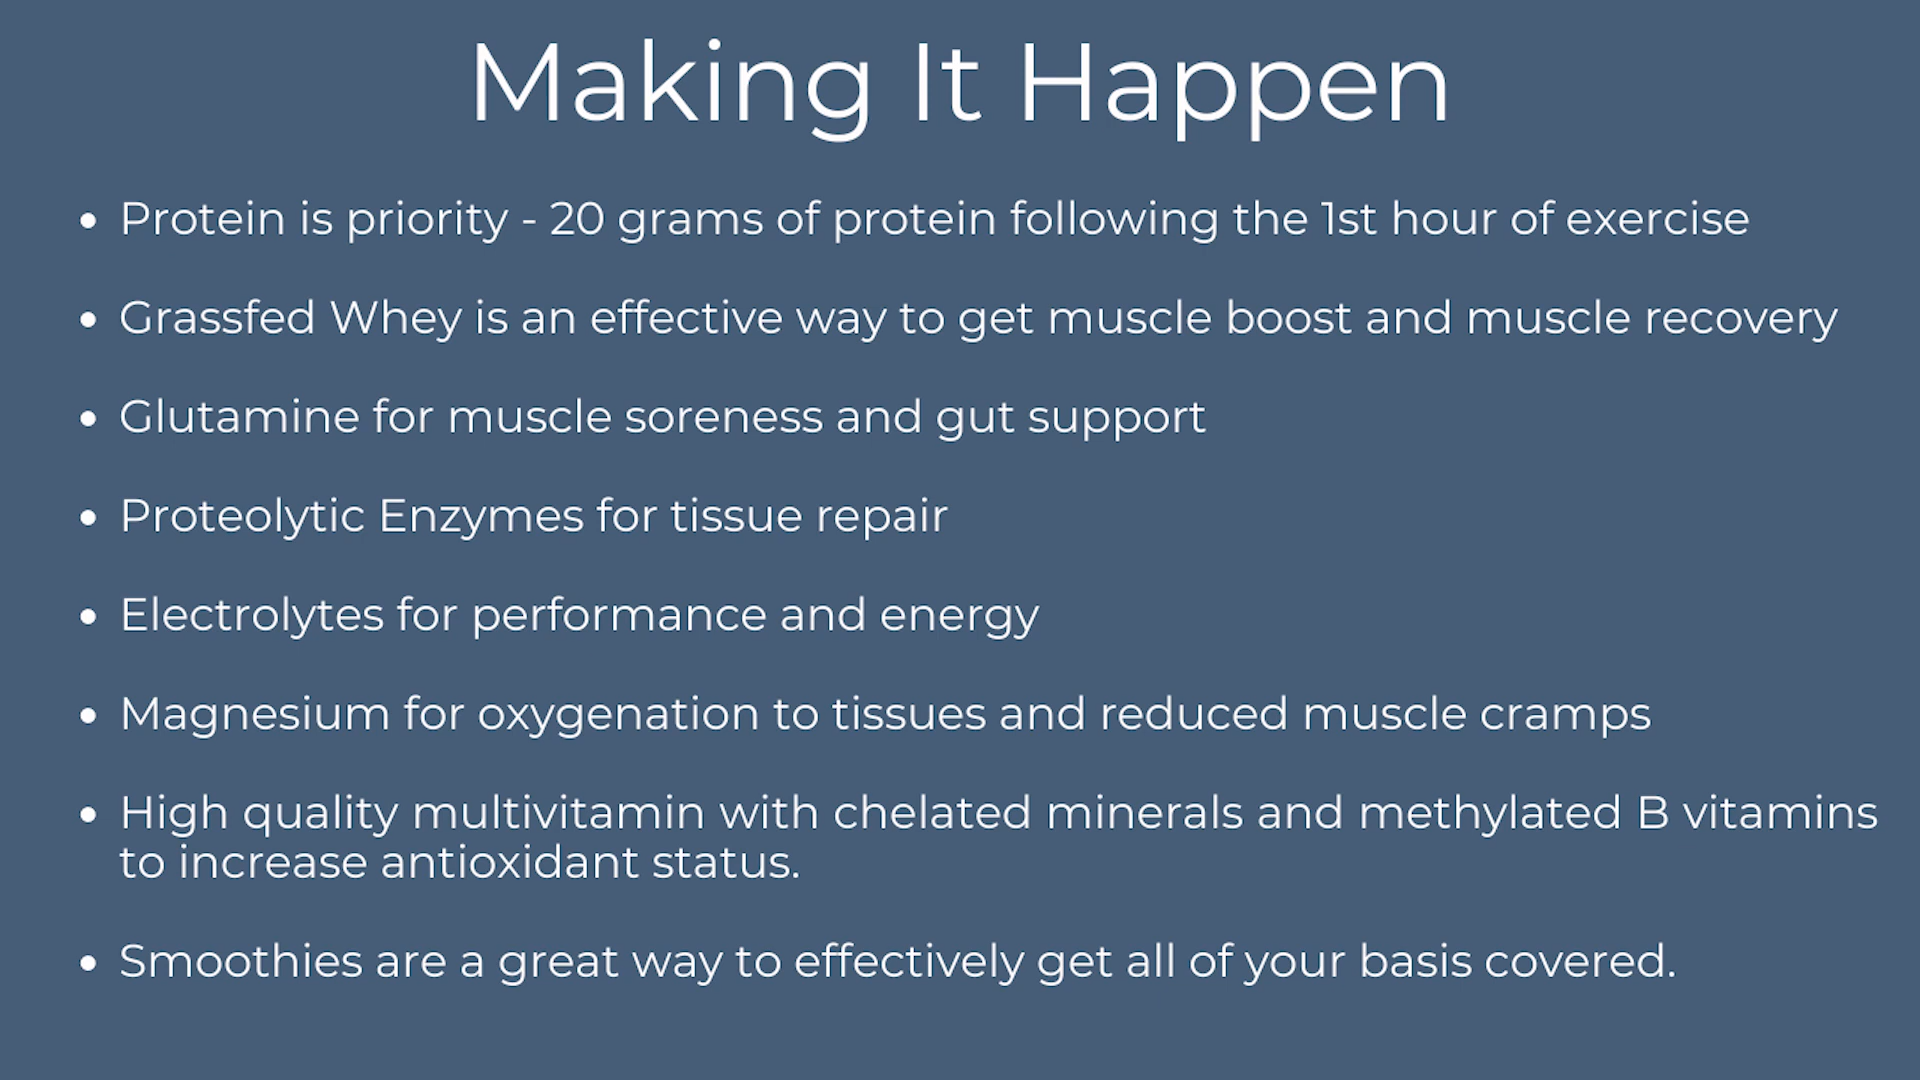 Making It Happen
• Protein is priority - 20 grams of protein following the 1st hour of exercise
• Grassfed Whey is an effective way to get muscle boost and muscle recovery
• Glutamine for muscle soreness and gut support
• Proteolytic Enzymes for tissue repair
• Electrolytes for performance and energy
• Magnesium for oxygenation to tissues and reduced muscle cramps
• High quality multivitamin with chelated minerals and methylated B vitamins
to increase antioxidant status.
• Smoothies are a great way to effectively get all of your basis covered.